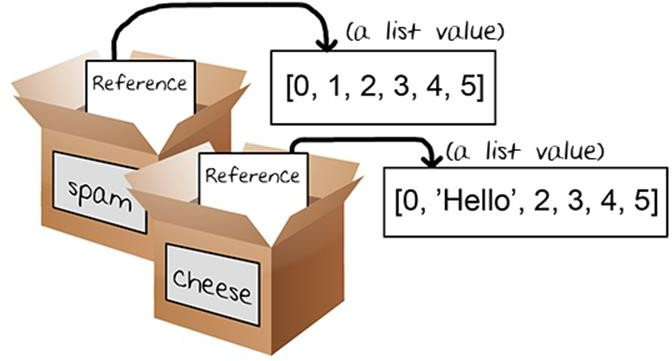 (a list value)
Reference
[0, 1, 2, 3, 4, 5]
(a list value)
Reference
spam
[0, 'Hello', 2, 3, 4, 5]
Cheese